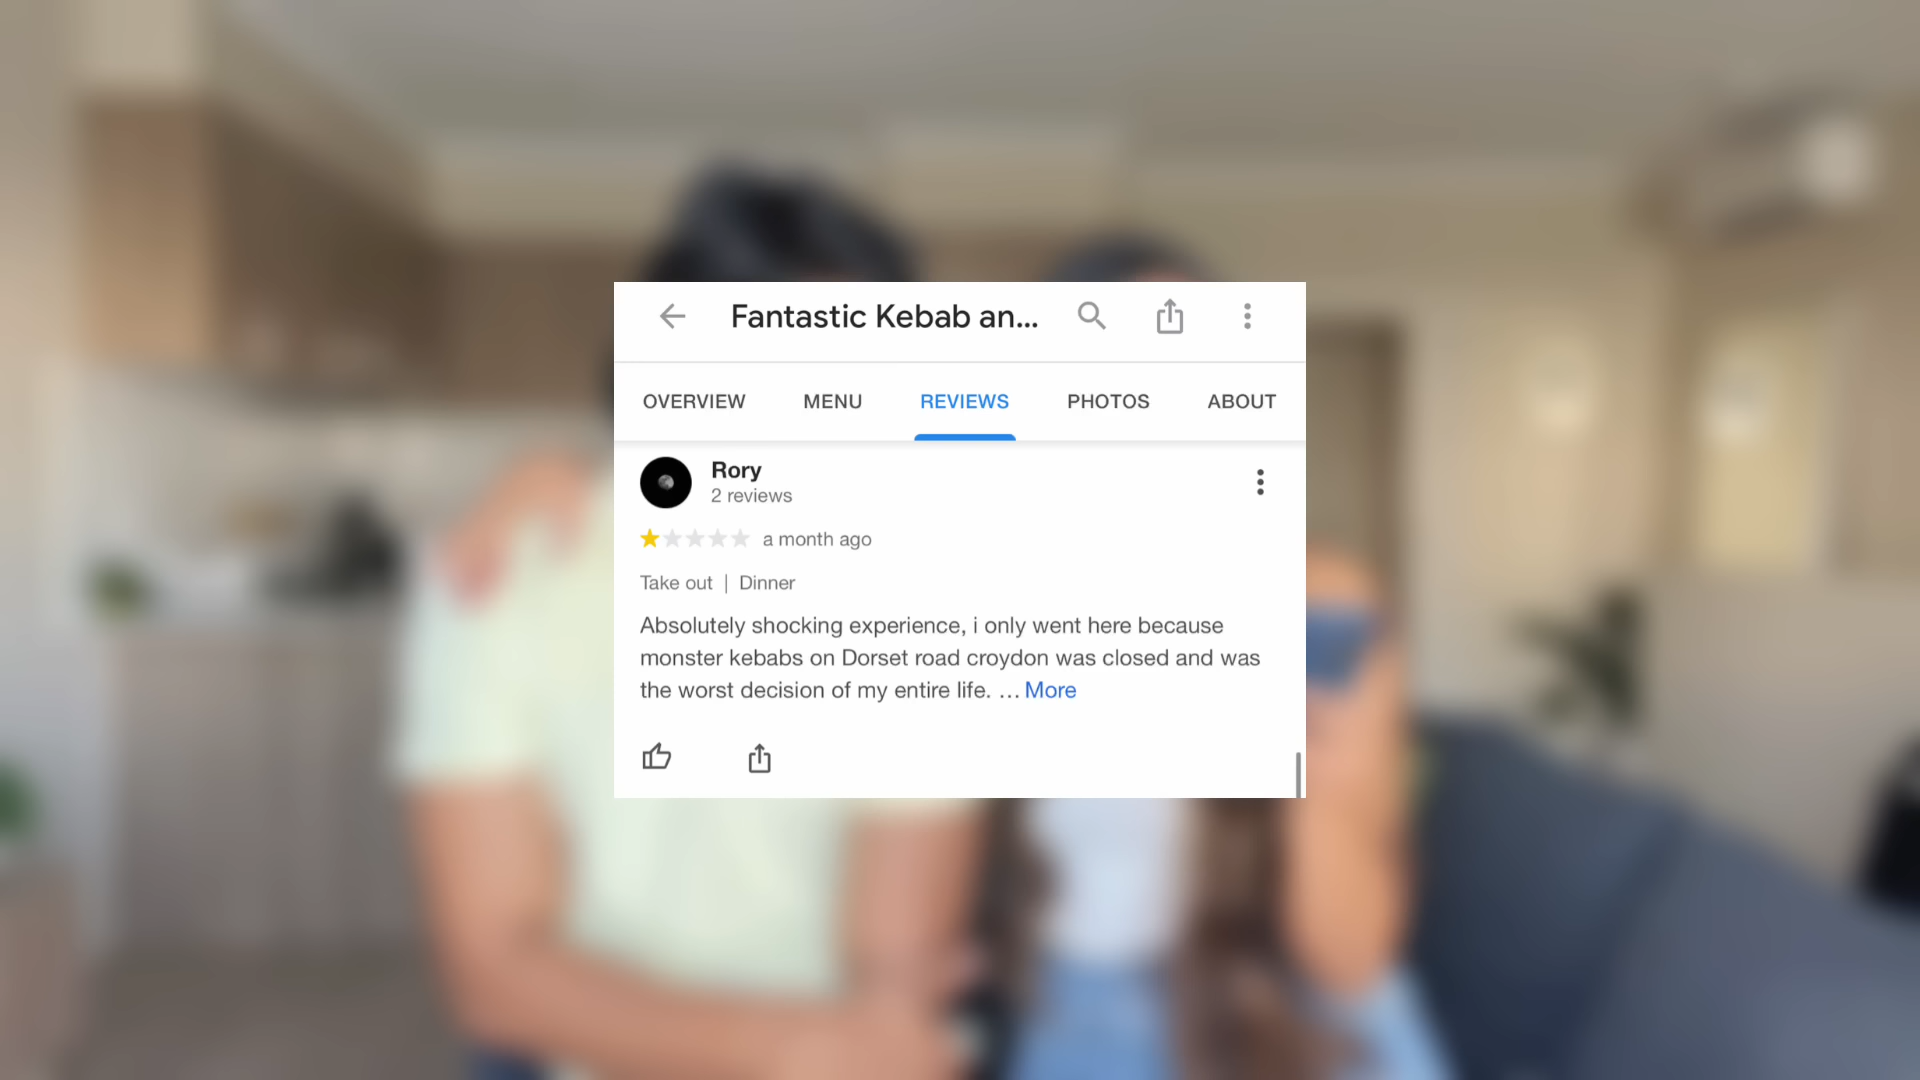 Fantastic Kebab an...
OVERVIEW MENU REVIEWS PHOTOS ABOUT
Rory
2 reviews
a month ago
Take out | Dinner
Absolutely shocking experience, i only went here because
monster kebabs on Dorset road croydon was closed and was
the worst decision of my entire life. … More